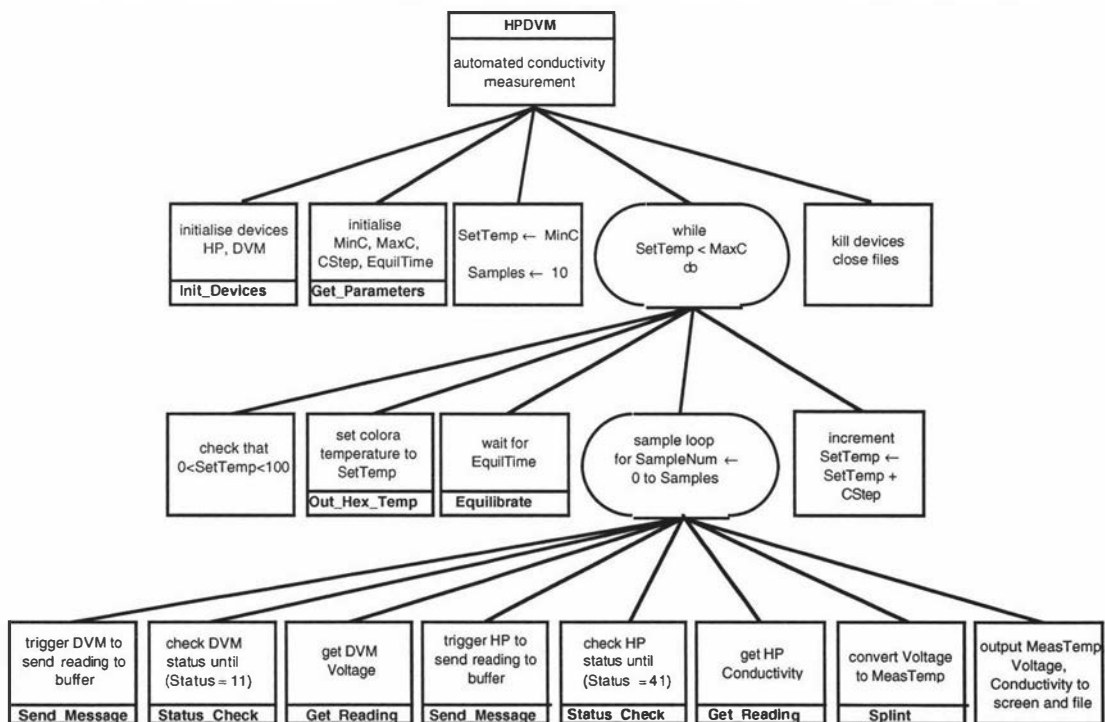 HPDVM
automated conductivity
measurement
initialise devices
HP, DVM
Init_Devices
initialise
MinC, MaxC,
CStep, EquilTime
Get_Parameters
SetTemp ← MinC
Samples ← 10
while
SetTemp < MaxC
do
kill devices
close files
check that
0<SetTemp<100
set colora
temperature to
SetTemp
Out_Hex_Temp
wait for
EquilTime
Equilibrate
sample loop
for SampleNum ←
0 to Samples
increment
SetTemp ←
SetTemp +
CStep
trigger DVM to
send reading to
buffer
Send_Message
check DVM
status until
(Status = 11)
Status_Check
get DVM
Voltage
Get_Reading
trigger HP to
send reading to
buffer
Send_Message
check HP
status until
(Status = 41)
Status_Check
get HP
Conductivity
Get_Reading
convert Voltage
to MeasTemp
Splint
output MeasTemp
Voltage,
Conductivity to
screen and file